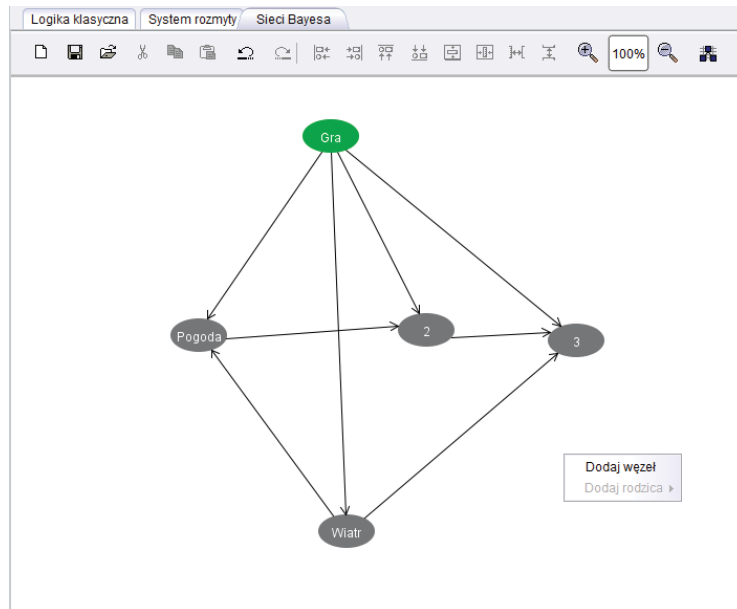 Logika klasyczna System rozmyty Sieci Bayesa
100%
Gra
Pogoda
2
3
Wiatr
Dodaj węzeł
Dodaj rodzica